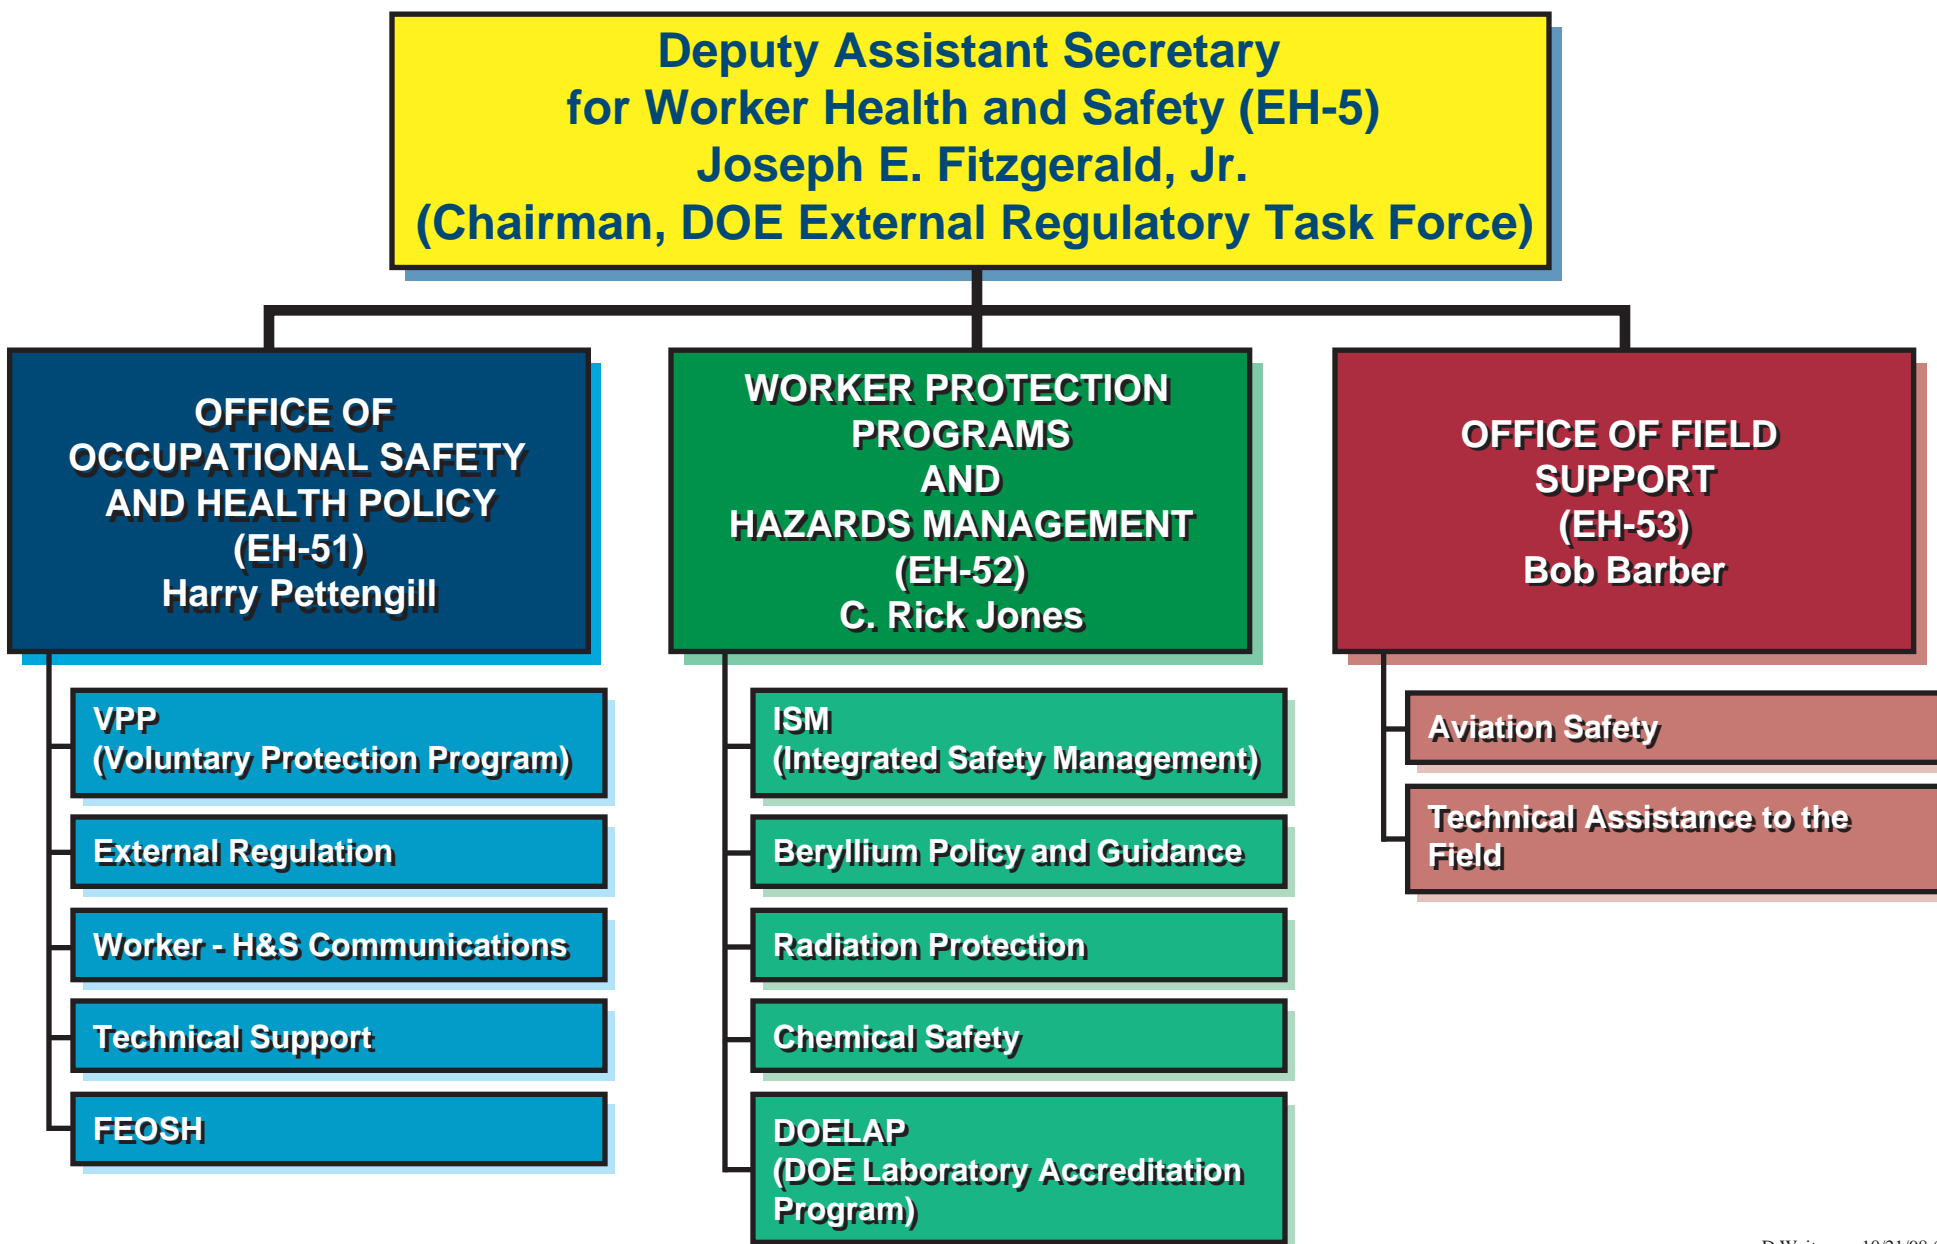 Deputy Assistant Secretary
for Worker Health and Safety (EH-5)
Joseph E. Fitzgerald, Jr.
(Chairman, DOE External Regulatory Task Force)
OFFICE OF
OCCUPATIONAL SAFETY
AND HEALTH POLICY
(EH-51)
Harry Pettengill
VPP
(Voluntary Protection Program)
External Regulation
Worker - H&S Communications
Technical Support
FEOSH
WORKER PROTECTION
PROGRAMS
AND
HAZARDS MANAGEMENT
(EH-52)
C. Rick Jones
ISM
(Integrated Safety Management)
Beryllium Policy and Guidance
Radiation Protection
Chemical Safety
DOELAP
(DOE Laboratory Accreditation
Program)
OFFICE OF FIELD
SUPPORT
(EH-53)
Bob Barber
Aviation Safety
Technical Assistance to the
Field